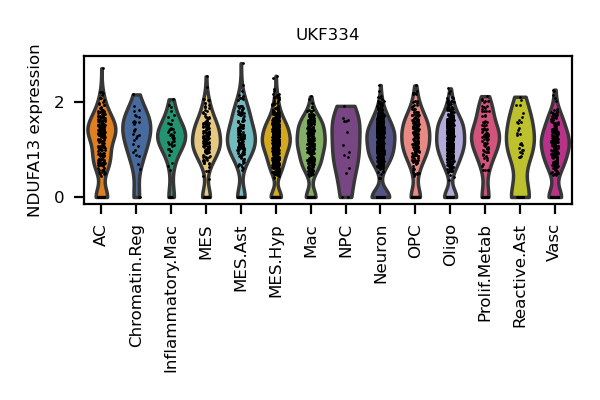 UKF334
NDUFA13 expression
2
0
AC
Chromatin.Reg
Inflammatory.Mac
MES
MES.Ast
MES.Hyp
Mac
NPC
Neuron
OPC
Oligo
Prolif.Metab
Reactive.Ast
Vasc